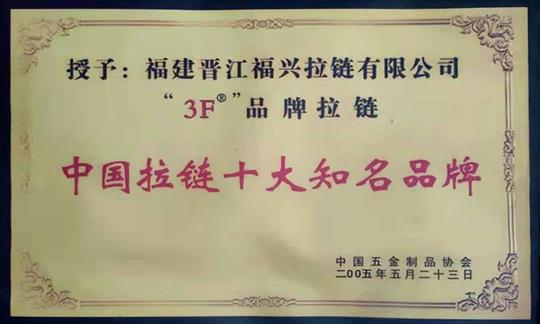 授予：福建晋江福兴拉链有限公司
“3F®”品牌拉链
中国拉链十大知名品牌
中国五金制品协会
二00五年五月二十三日